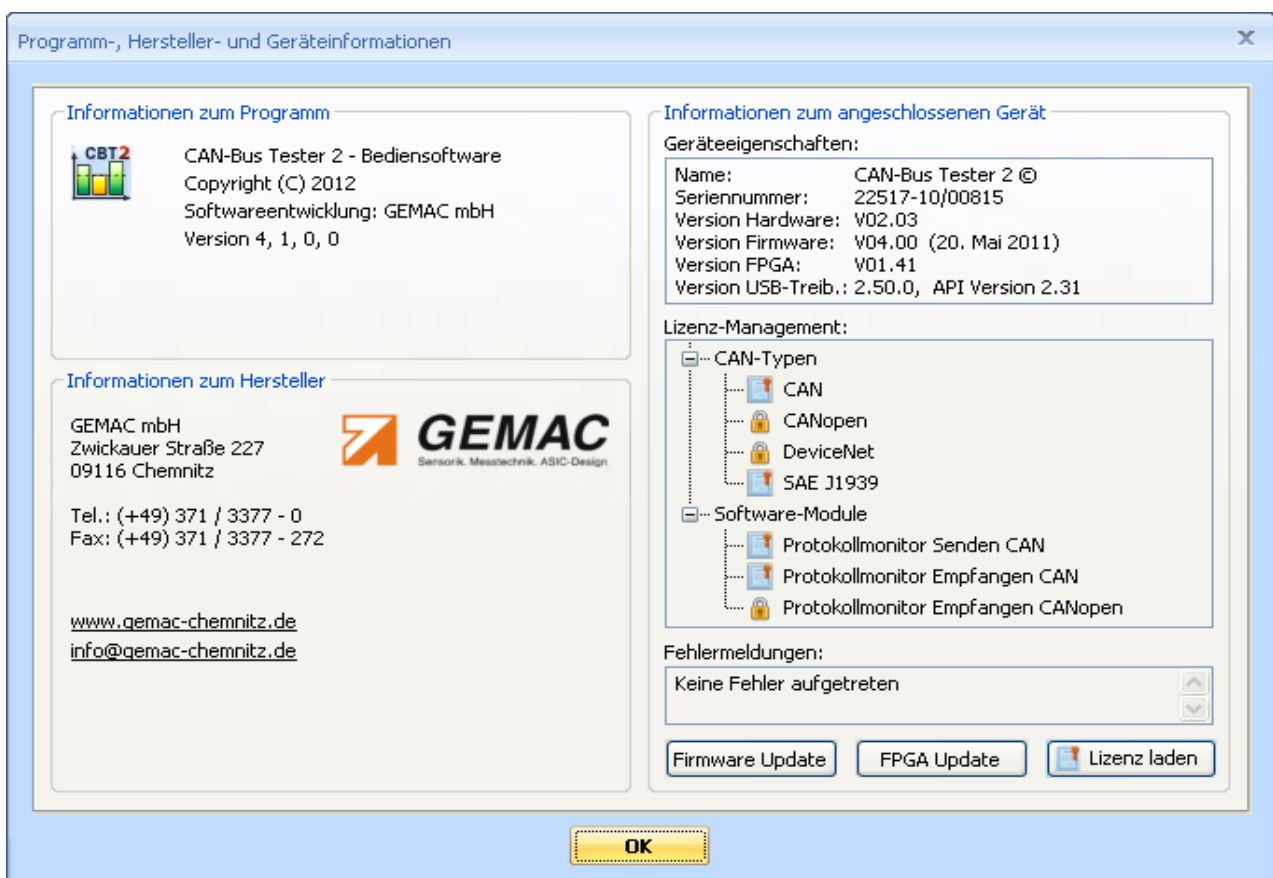 Programm-, Hersteller- und Geräteinformationen
Informationen zum Programm
CBT2
CAN-Bus Tester 2 - Bediensoftware
Copyright (C) 2012
Softwareentwicklung: GEMAC mbH
Version 4, 1, 0, 0
Informationen zum Hersteller
GEMAC mbH
Zwickauer Straße 227
09116 Chemnitz
GEMAC
Sensorik. Messtechnik. ASIC-Design.
Tel.: (+49) 371 / 3377 - 0
Fax: (+49) 371 / 3377 - 272
www.gemac-chemnitz.de
info@gemac-chemnitz.de
Informationen zum angeschlossenen Gerät
Geräteeigenschaften:
Name: CAN-Bus Tester 2 ©
Seriennummer: 22517-10/00815
Version Hardware: V02.03
Version Firmware: V04.00 (20. Mai 2011)
Version FPGA: V01.41
Version USB-Treib.: 2.50.0, API Version 2.31
Lizenz-Management:
CAN-Typen
CAN
CANopen
DeviceNet
SAE J1939
Software-Module
Protokollmonitor Senden CAN
Protokollmonitor Empfangen CAN
Protokollmonitor Empfangen CANopen
Fehlermeldungen:
Keine Fehler aufgetreten
Firmware Update
FPGA Update
Lizenz laden
OK